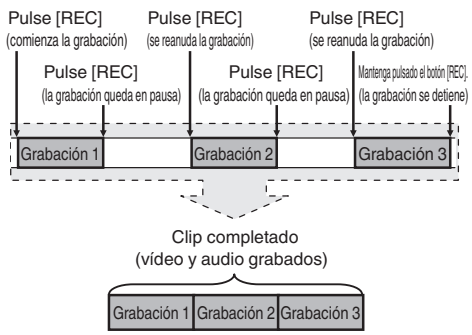 Pulse [REC]
(comienza la grabación)
Pulse [REC]
(se reanuda la grabación)
Pulse [REC]
(se reanuda la grabación)
Pulse [REC]
(la grabación queda en pausa)
Pulse [REC]
(la grabación queda en pausa)
Mantenga pulsado el botón [REC].
(la grabación se detiene)
Grabación 1
Grabación 2
Grabación 3
Clip completado
(vídeo y audio grabados)
Grabación 1
Grabación 2
Grabación 3